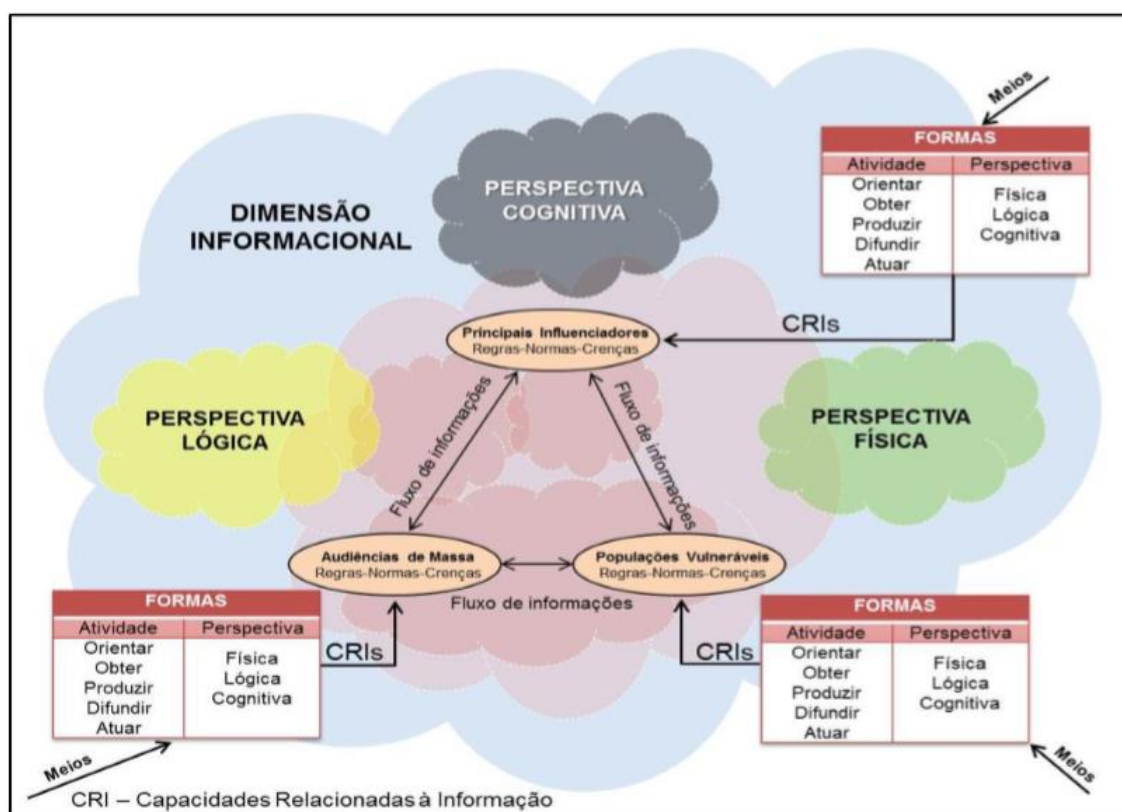 Meios
FORMAS
Atividade Perspectiva
Orientar
Obter
Produzir
Difundir
Atuar
Física
Lógica
Cognitiva
PERSPECTIVA
COGNITIVA
DIMENSÃO
INFORMACIONAL
CRIs
Principais Influenciadores
Regras-Normas-Crenças
PERSPECTIVA
LÓGICA
Fluxo de informações
Fluxo de informações
PERSPECTIVA
FÍSICA
Audiências de Massa
Regras-Normas-Crenças
Populações Vulneráveis
Regras-Normas-Crenças
Fluxo de informações
FORMAS
Atividade Perspectiva
Orientar
Obter
Produzir
Difundir
Atuar
Física
Lógica
Cognitiva
CRIs
CRIs
FORMAS
Atividade Perspectiva
Orientar
Obter
Produzir
Difundir
Atuar
Física
Lógica
Cognitiva
Meios
Meios
CRI – Capacidades Relacionadas à Informação